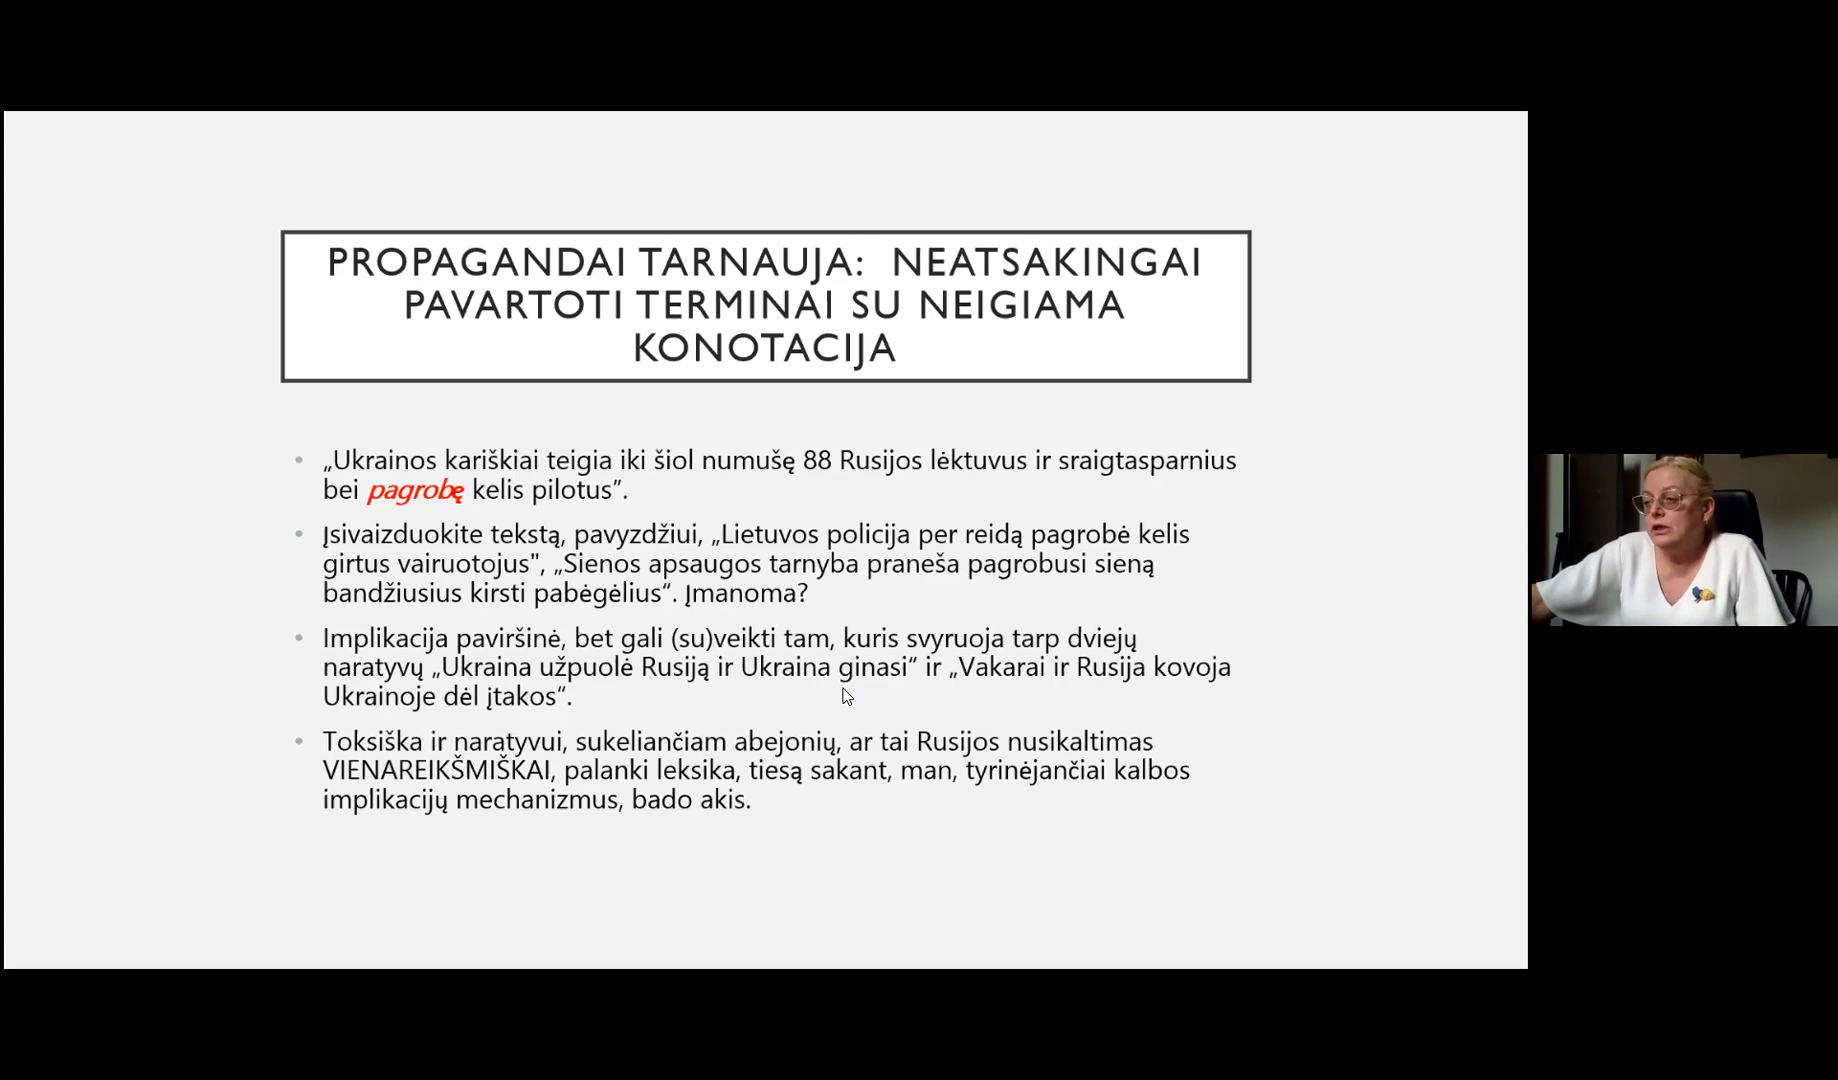 PROPAGANDAI TARNAUJA: NEATSAKINGAI
PAVARTOTI TERMINAI SU NEIGIAMA
KONOTACIJA
• „Ukrainos kariškiai teigia iki šiol numušę 88 Rusijos lėktuvus ir sraigtasparnius
bei pagrobę kelis pilotus”.
• Įsivaizduokite tekstą, pavyzdžiui, „Lietuvos policija per reidą pagrobė kelis
girtus vairuotojus", „Sienos apsaugos tarnyba praneša pagrobusi sieną
bandžiusius kirsti pabėgėlius“. Įmanoma?
• Implikacija paviršinė, bet gali (su)veikti tam, kuris svyruoja tarp dviejų
naratyvų „Ukraina užpuolė Rusiją ir Ukraina ginasi“ ir „Vakarai ir Rusija kovoja
Ukrainoje dėl įtakos“.
• Toksiška ir naratyvui, sukeliančiam abejonių, ar tai Rusijos nusikaltimas
VIENAREIKŠMIŠKAI, palanki leksika, tiesą sakant, man, tyrinėjančiai kalbos
implikacijų mechanizmus, bado akis.